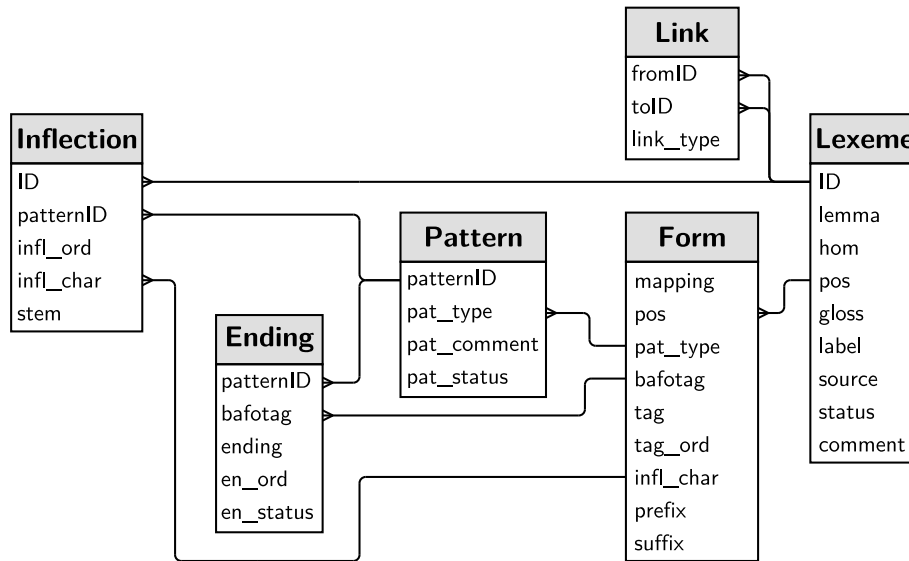 Link
fromID
toID
link_type
Inflection
ID
patternID
infl_ord
infl_char
stem
Lexeme
ID
lemma
hom
pos
gloss
label
source
status
comment
Pattern
patternID
pat_type
pat_comment
pat_status
Form
mapping
pos
pat_type
bafotag
tag
tag_ord
infl_char
prefix
suffix
Ending
patternID
bafotag
ending
en_ord
en_status